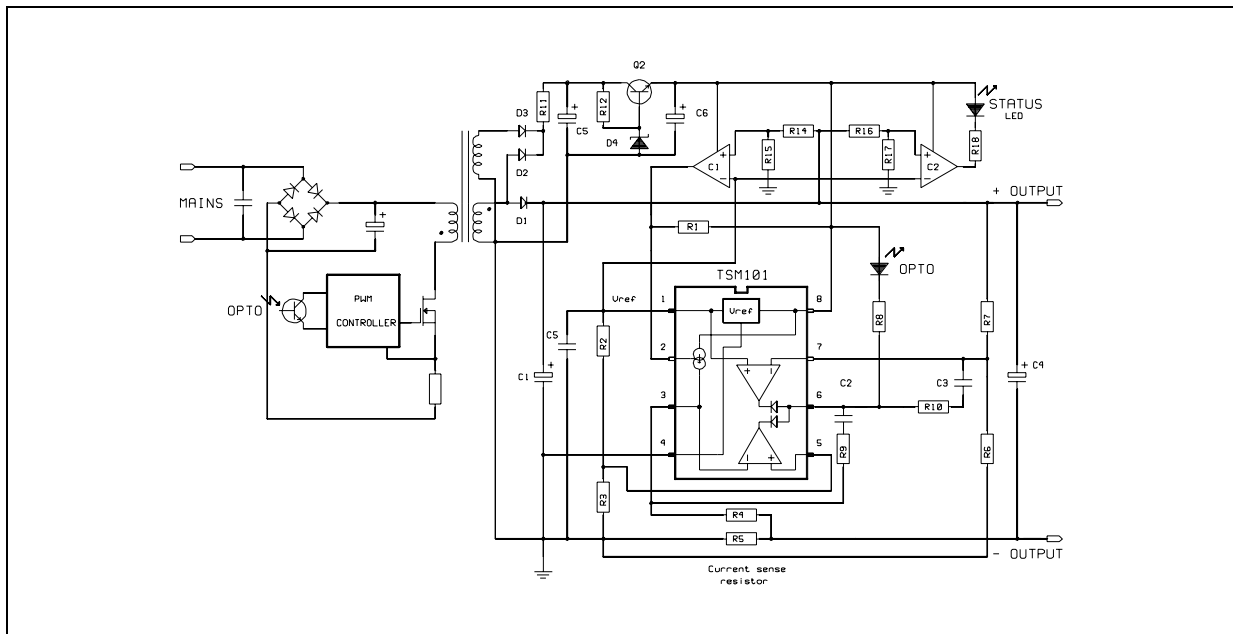 Q2
D3
R11
+
C5
R12
D4
+
C6
STATUS
LED
R18
R14
R16
R15
R17
+
−
C1
+
−
C2
D2
D1
MAINS
+
+ OUTPUT
R1
OPTO
TSM101
OPTO
PWM
CONTROLLER
Vref
1
Vref
8
R8
R7
C5
R2
2
7
+
−
C1
+
3
C2
6
C3
R10
+
C4
4
5
−
+
R9
R6
R3
R4
R5
− OUTPUT
Current sense
resistor